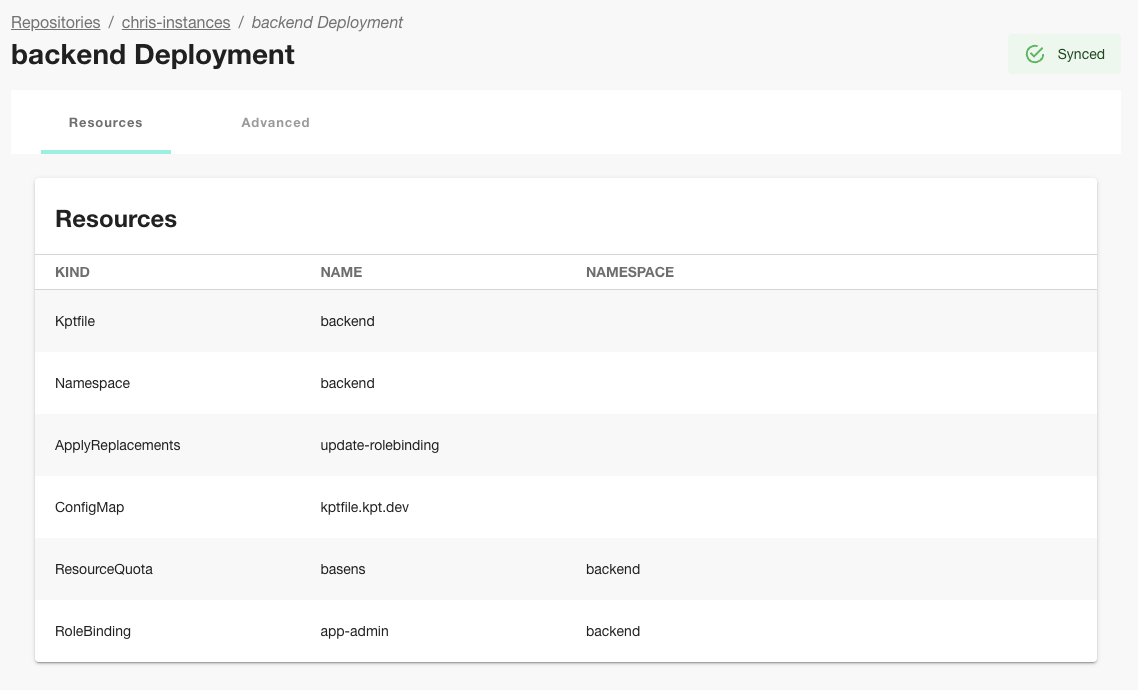 Repositories / chris-instances / backend Deployment
backend Deployment
Synced
Resources Advanced
Resources
KIND NAME NAMESPACE
Kptfile backend
Namespace backend
ApplyReplacements update-rolebinding
ConfigMap kptfile.kpt.dev
ResourceQuota basens backend
RoleBinding app-admin backend